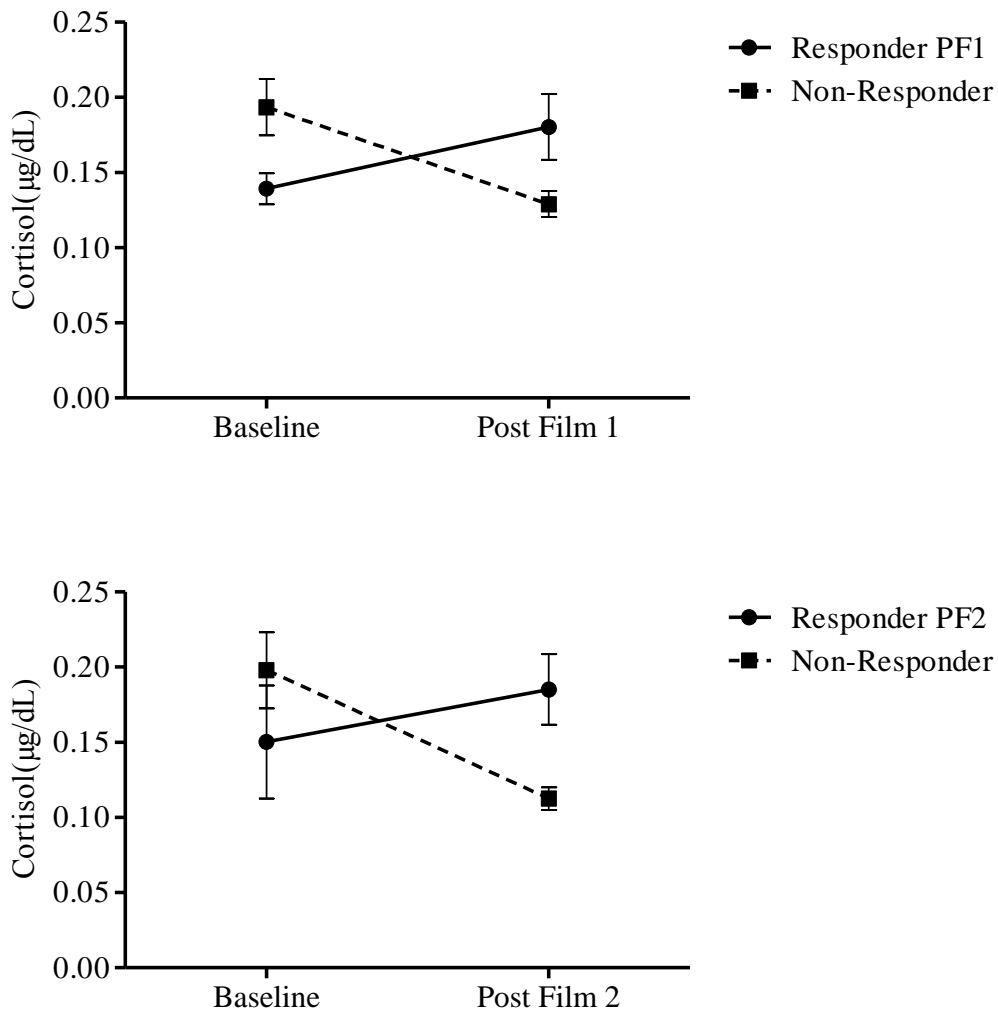 0.25
0.20
0.15
0.10
0.05
0.00
Cortisol(μg/dL)
Baseline
Post Film 1
Responder PF1
Non-Responder
0.25
0.20
0.15
0.10
0.05
0.00
Cortisol(μg/dL)
Baseline
Post Film 2
Responder PF2
Non-Responder